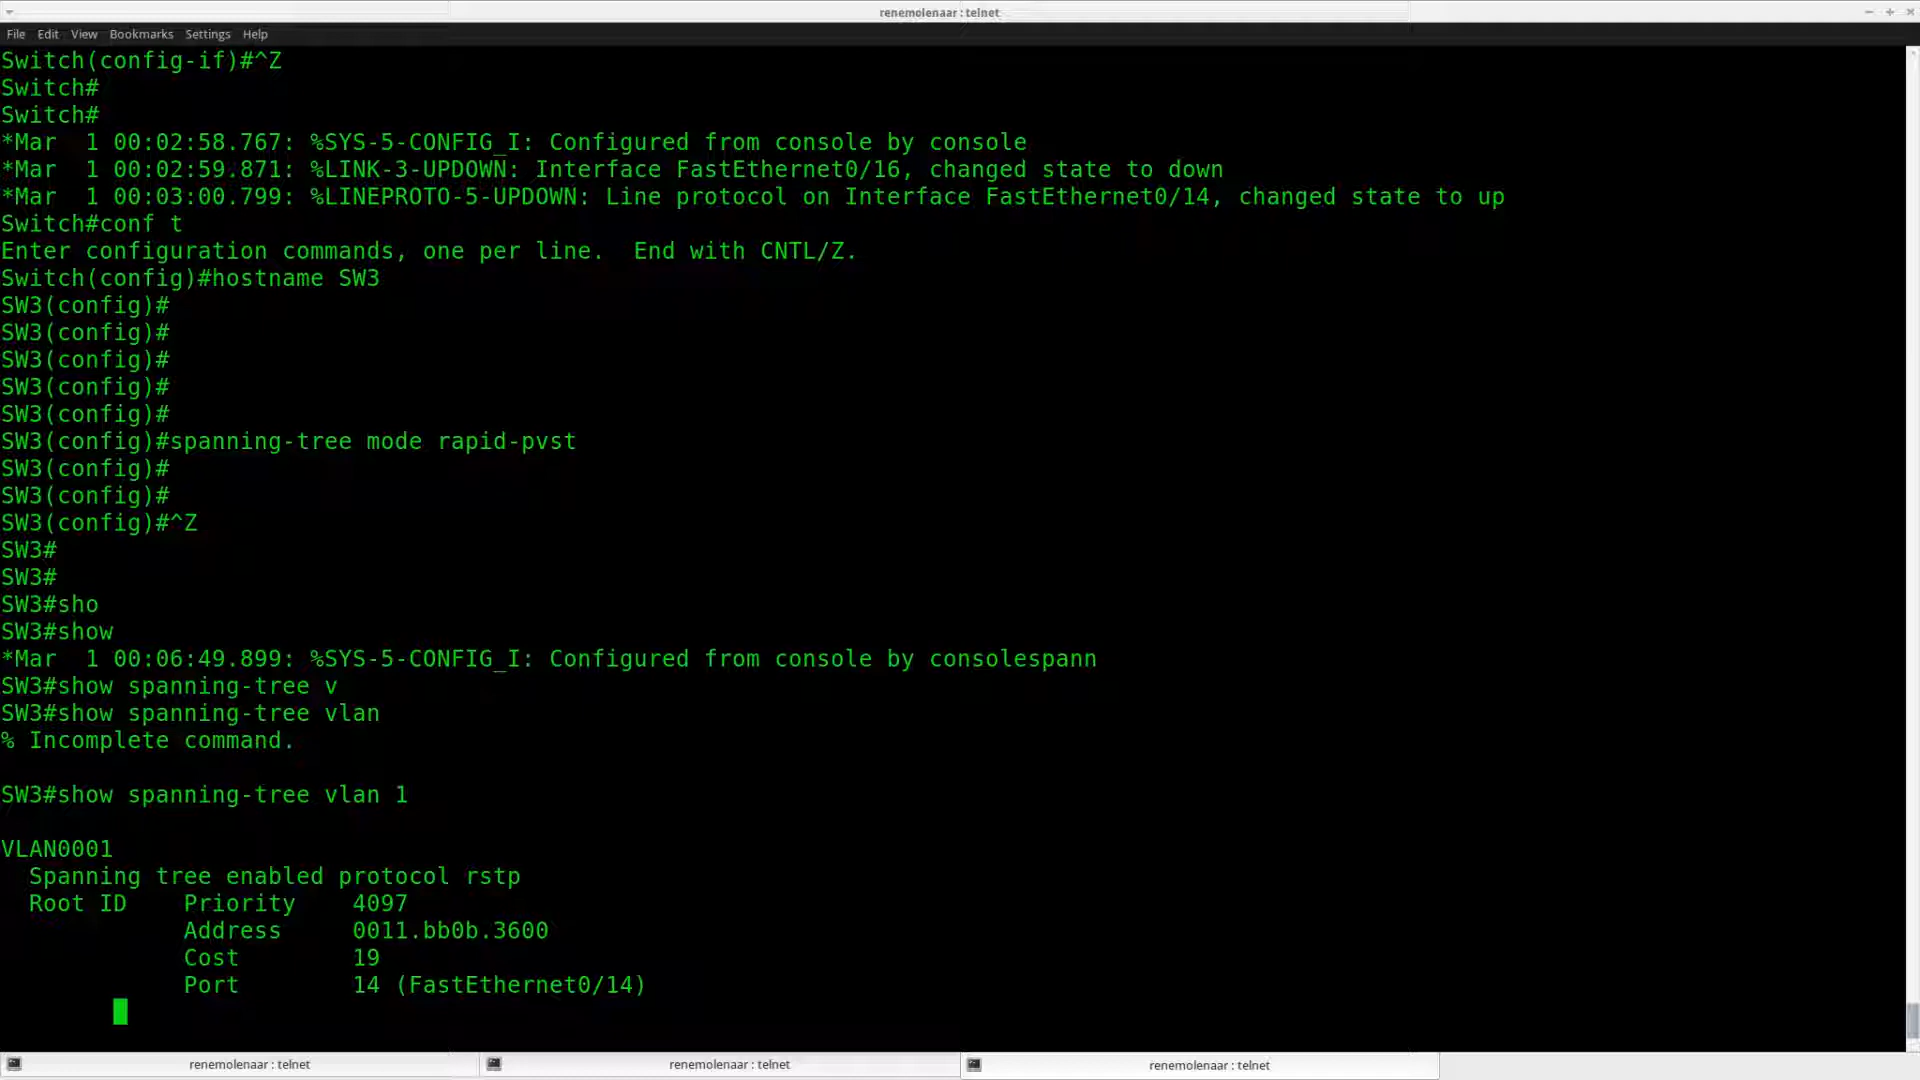 renemolenaar : telnet
File Edit View Bookmarks Settings Help
Switch(config-if)#^Z
Switch#
Switch#
*Mar  1 00:02:58.767: %SYS-5-CONFIG_I: Configured from console by console
*Mar  1 00:02:59.871: %LINK-3-UPDOWN: Interface FastEthernet0/16, changed state to down
*Mar  1 00:03:00.799: %LINEPROTO-5-UPDOWN: Line protocol on Interface FastEthernet0/14, changed state to up
Switch#conf t
Enter configuration commands, one per line.  End with CNTL/Z.
Switch(config)#hostname SW3
SW3(config)#
SW3(config)#
SW3(config)#
SW3(config)#
SW3(config)#
SW3(config)#spanning-tree mode rapid-pvst
SW3(config)#
SW3(config)#
SW3(config)#^Z
SW3#
SW3#
SW3#sho
SW3#show
*Mar  1 00:06:49.899: %SYS-5-CONFIG_I: Configured from console by consolespann
SW3#show spanning-tree v
SW3#show spanning-tree vlan
% Incomplete command.
SW3#show spanning-tree vlan 1
VLAN0001
  Spanning tree enabled protocol rstp
  Root ID    Priority    4097
             Address     0011.bb0b.3600
             Cost        19
             Port        14 (FastEthernet0/14)
renemolenaar : telnet
renemolenaar : telnet
renemolenaar : telnet